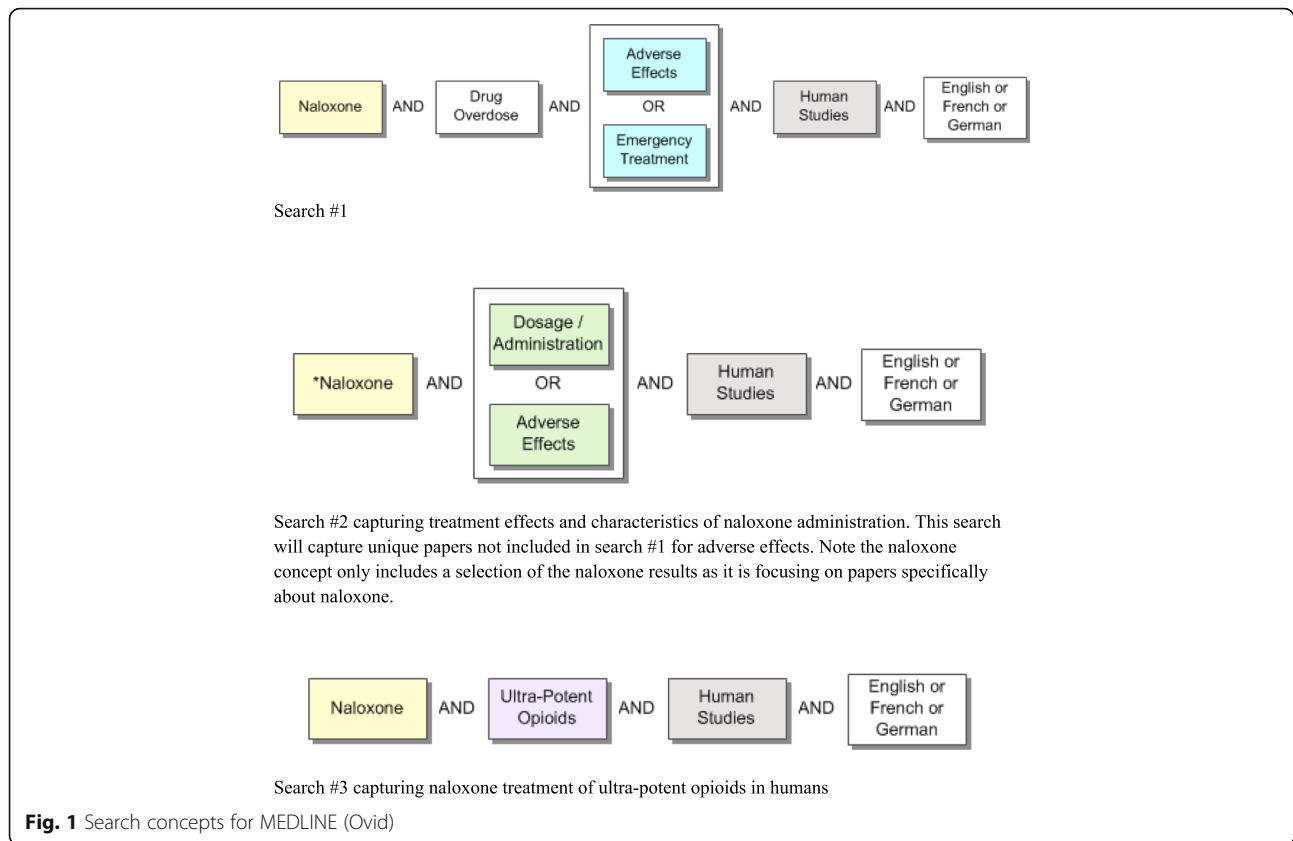 Naloxone
AND
Drug
Overdose
AND
Adverse
Effects
OR
Emergency
Treatment
AND
Human
Studies
AND
English or
French or
German
Search #1
*Naloxone
AND
Dosage /
Administration
OR
Adverse
Effects
AND
Human
Studies
AND
English or
French or
German
Search #2 capturing treatment effects and characteristics of naloxone administration. This search
will capture unique papers not included in search #1 for adverse effects. Note the naloxone
concept only includes a selection of the naloxone results as it is focusing on papers specifically
about naloxone.
Naloxone
AND
Ultra-Potent
Opioids
AND
Human
Studies
AND
English or
French or
German
Search #3 capturing naloxone treatment of ultra-potent opioids in humans
Fig. 1 Search concepts for MEDLINE (Ovid)